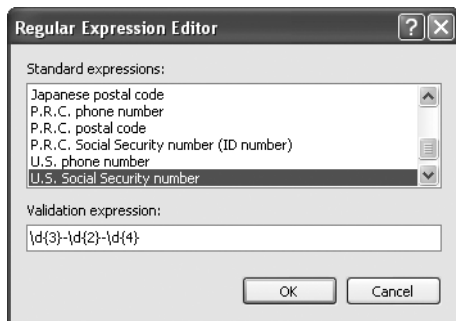 Regular Expression Editor
Standard expressions:
Japanese postal code
P.R.C. phone number
P.R.C. postal code
P.R.C. Social Security number (ID number)
U.S. phone number
U.S. Social Security number
Validation expression:
\d{3}-\d{2}-\d{4}
OK Cancel